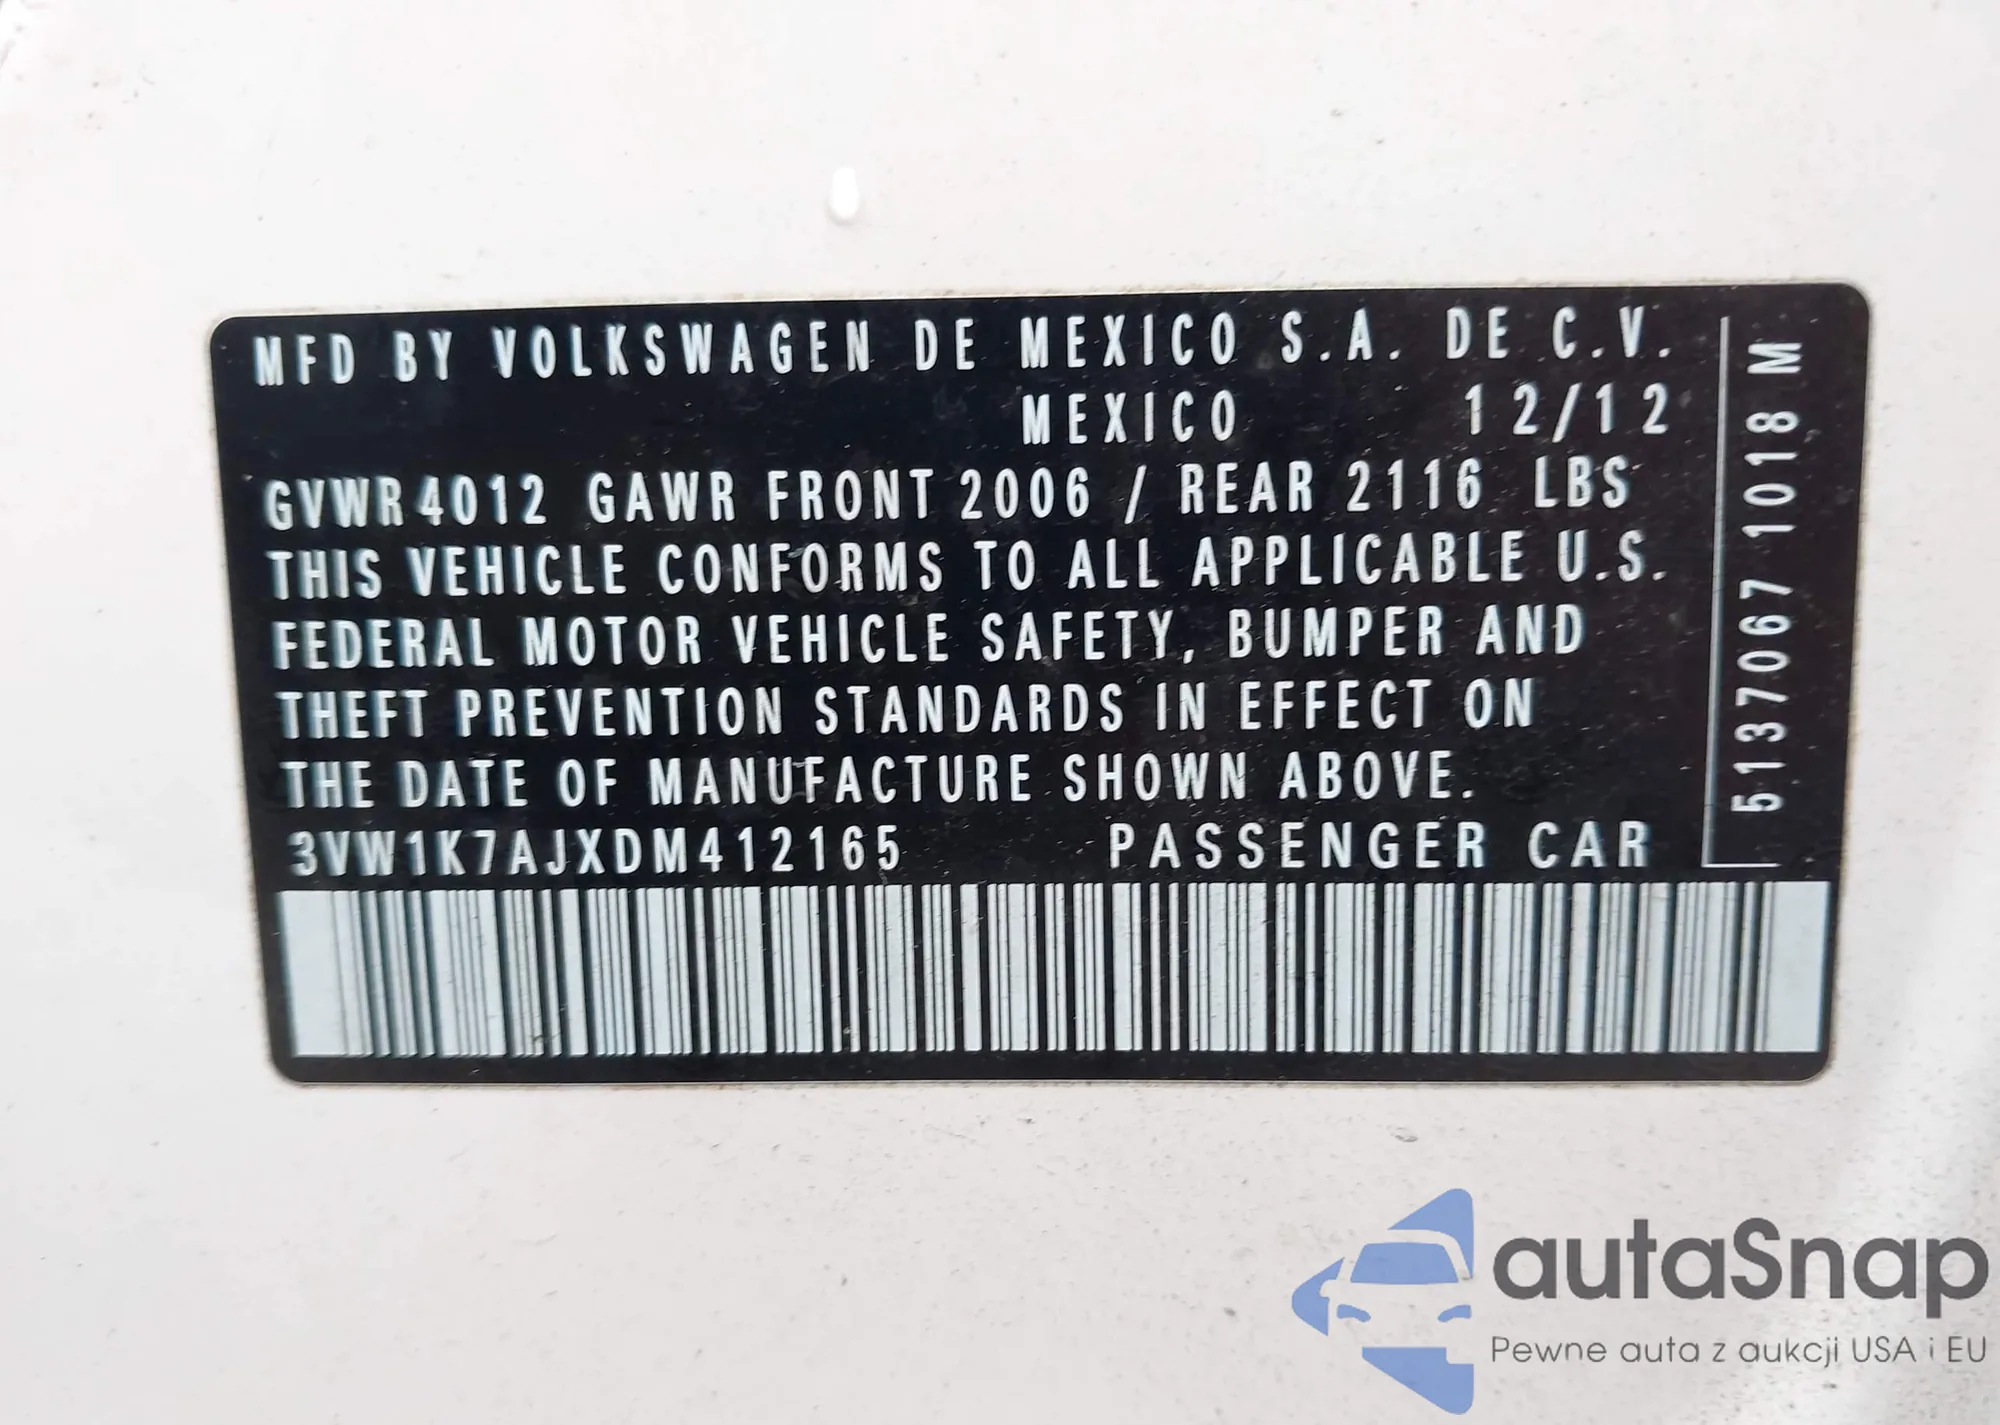 MFD BY VOLKSWAGEN DE MEXICO S.A. DE C.V.
MEXICO 12/12
GVWR 4012 GAWR FRONT 2006 / REAR 2116 LBS
THIS VEHICLE CONFORMS TO ALL APPLICABLE U.S.
FEDERAL MOTOR VEHICLE SAFETY, BUMPER AND
THEFT PREVENTION STANDARDS IN EFFECT ON
THE DATE OF MANUFACTURE SHOWN ABOVE.
3VW1K7AJXDM412165 PASSENGER CAR
5137067 1018 M
autaSnap
Pewne auta z aukcji USA i EU